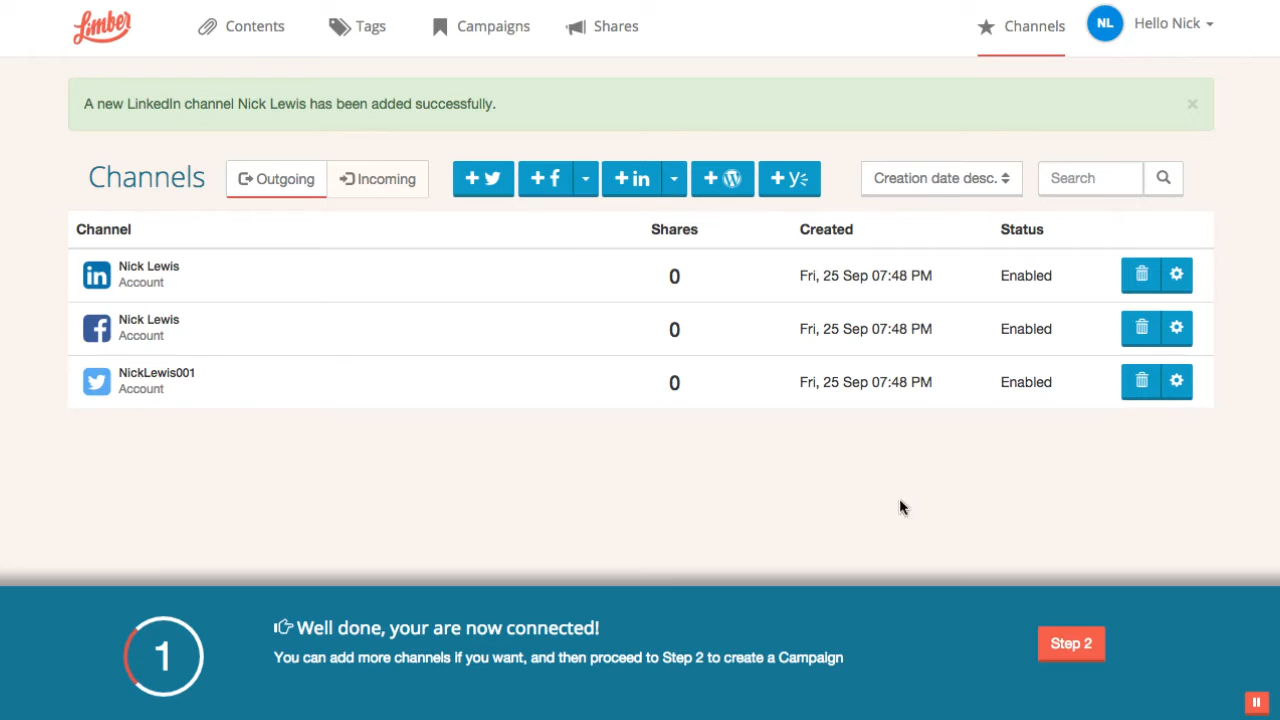 Limber
Contents
Tags
Campaigns
Shares
Channels
NL
Hello Nick
A new LinkedIn channel Nick Lewis has been added successfully.
×
Channels
Outgoing
Incoming
+
+ f
+ in
+
+ y
Creation date desc.
Search
Channel Shares Created Status
in
Nick Lewis
Account
0 Fri, 25 Sep 07:48 PM Enabled
f
Nick Lewis
Account
0 Fri, 25 Sep 07:48 PM Enabled
NickLewis001
Account
0 Fri, 25 Sep 07:48 PM Enabled
1
Well done, your are now connected!
You can add more channels if you want, and then proceed to Step 2 to create a Campaign
Step 2